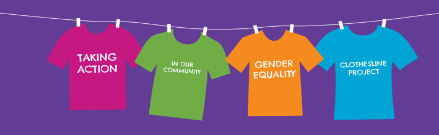 TAKING
ACTION
IN OUR
COMMUNITY
GENDER
EQUALITY
CLOTHESLINE
PROJECT